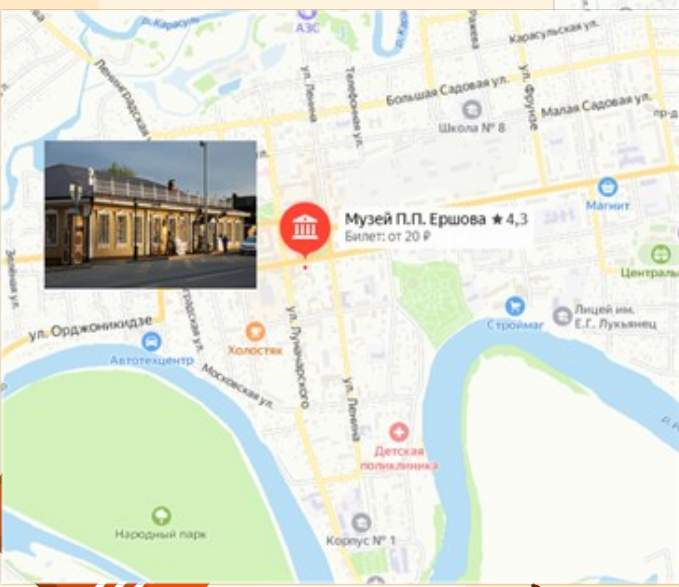 р. Карасуль
АЗС
Карасульская ул.
Ленинградская
ул. Ленина
Телефонная ул.
Большая Садовая ул.
ул. Фрунзе
Малая Садовая ул.
пр-д
Школа № 8
Магнит
Музей П.П. Ершова ★ 4,3
Билет: от 20 ₽
Зелёная ул.
Строймаг
Лицей им.
Е.Г. Лукьянец
ул. Орджоникидзе
Автотехцентр
Холостяк
ул. Луначарского
Московская ул.
ул. Ленина
Детская
поликлиника
Народный парк
Корпус № 1